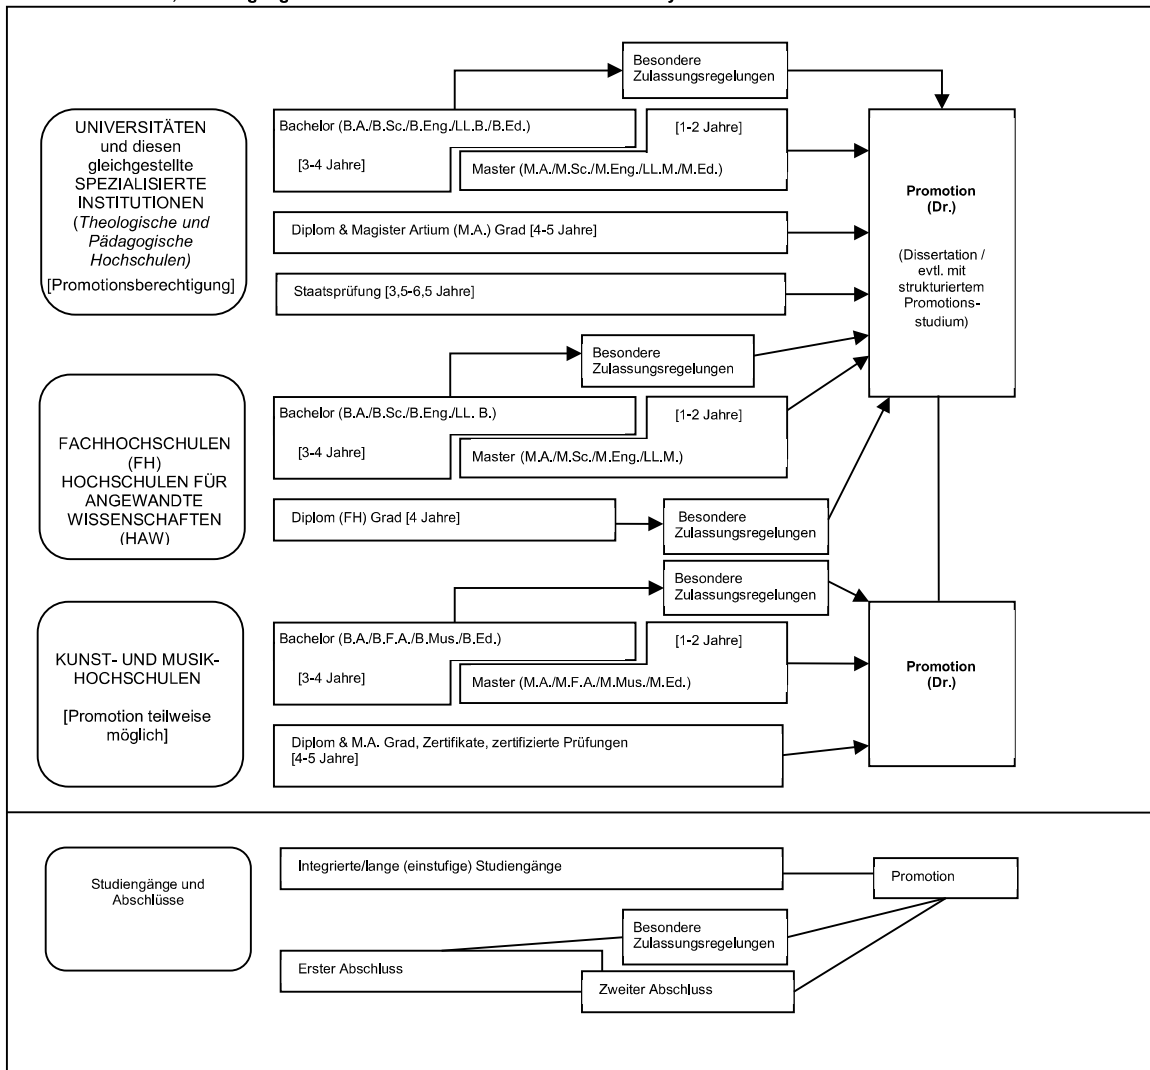 Besondere
Zulassungsregelungen
UNIVERSITÄTEN
und diesen
gleichgestellte
SPEZIALISIERTE
INSTITUTIONEN
(Theologische und
Pädagogische
Hochschulen)
[Promotionsberechtigung]
Bachelor (B.A./B.Sc./B.Eng./LL.B./B.Ed.)
[3-4 Jahre]
[1-2 Jahre]
Master (M.A./M.Sc./M.Eng./LL.M./M.Ed.)
Diplom & Magister Artium (M.A.) Grad [4-5 Jahre]
Staatsprüfung [3,5-6,5 Jahre]
Promotion
(Dr.)
(Dissertation /
evtl. mit
strukturiertem
Promotions-
studium)
Besondere
Zulassungsregelungen
FACHHOCHSCHULEN
(FH)
HOCHSCHULEN FÜR
ANGEWANDTE
WISSENSCHAFTEN
(HAW)
Bachelor (B.A./B.Sc./B.Eng./LL. B.)
[3-4 Jahre]
[1-2 Jahre]
Master (M.A./M.Sc./M.Eng./LL.M.)
Diplom (FH) Grad [4 Jahre]
Besondere
Zulassungsregelungen
Besondere
Zulassungsregelungen
KUNST- UND MUSIK-
HOCHSCHULEN
[Promotion teilweise
möglich]
Bachelor (B.A./B.F.A./B.Mus./B.Ed.)
[3-4 Jahre]
[1-2 Jahre]
Master (M.A./M.F.A./M.Mus./M.Ed.)
Diplom & M.A. Grad, Zertifikate, zertifizierte Prüfungen
[4-5 Jahre]
Promotion
(Dr.)
Studiengänge und
Abschlüsse
Integrierte/lange (einstufige) Studiengänge
Promotion
Besondere
Zulassungsregelungen
Erster Abschluss
Zweiter Abschluss